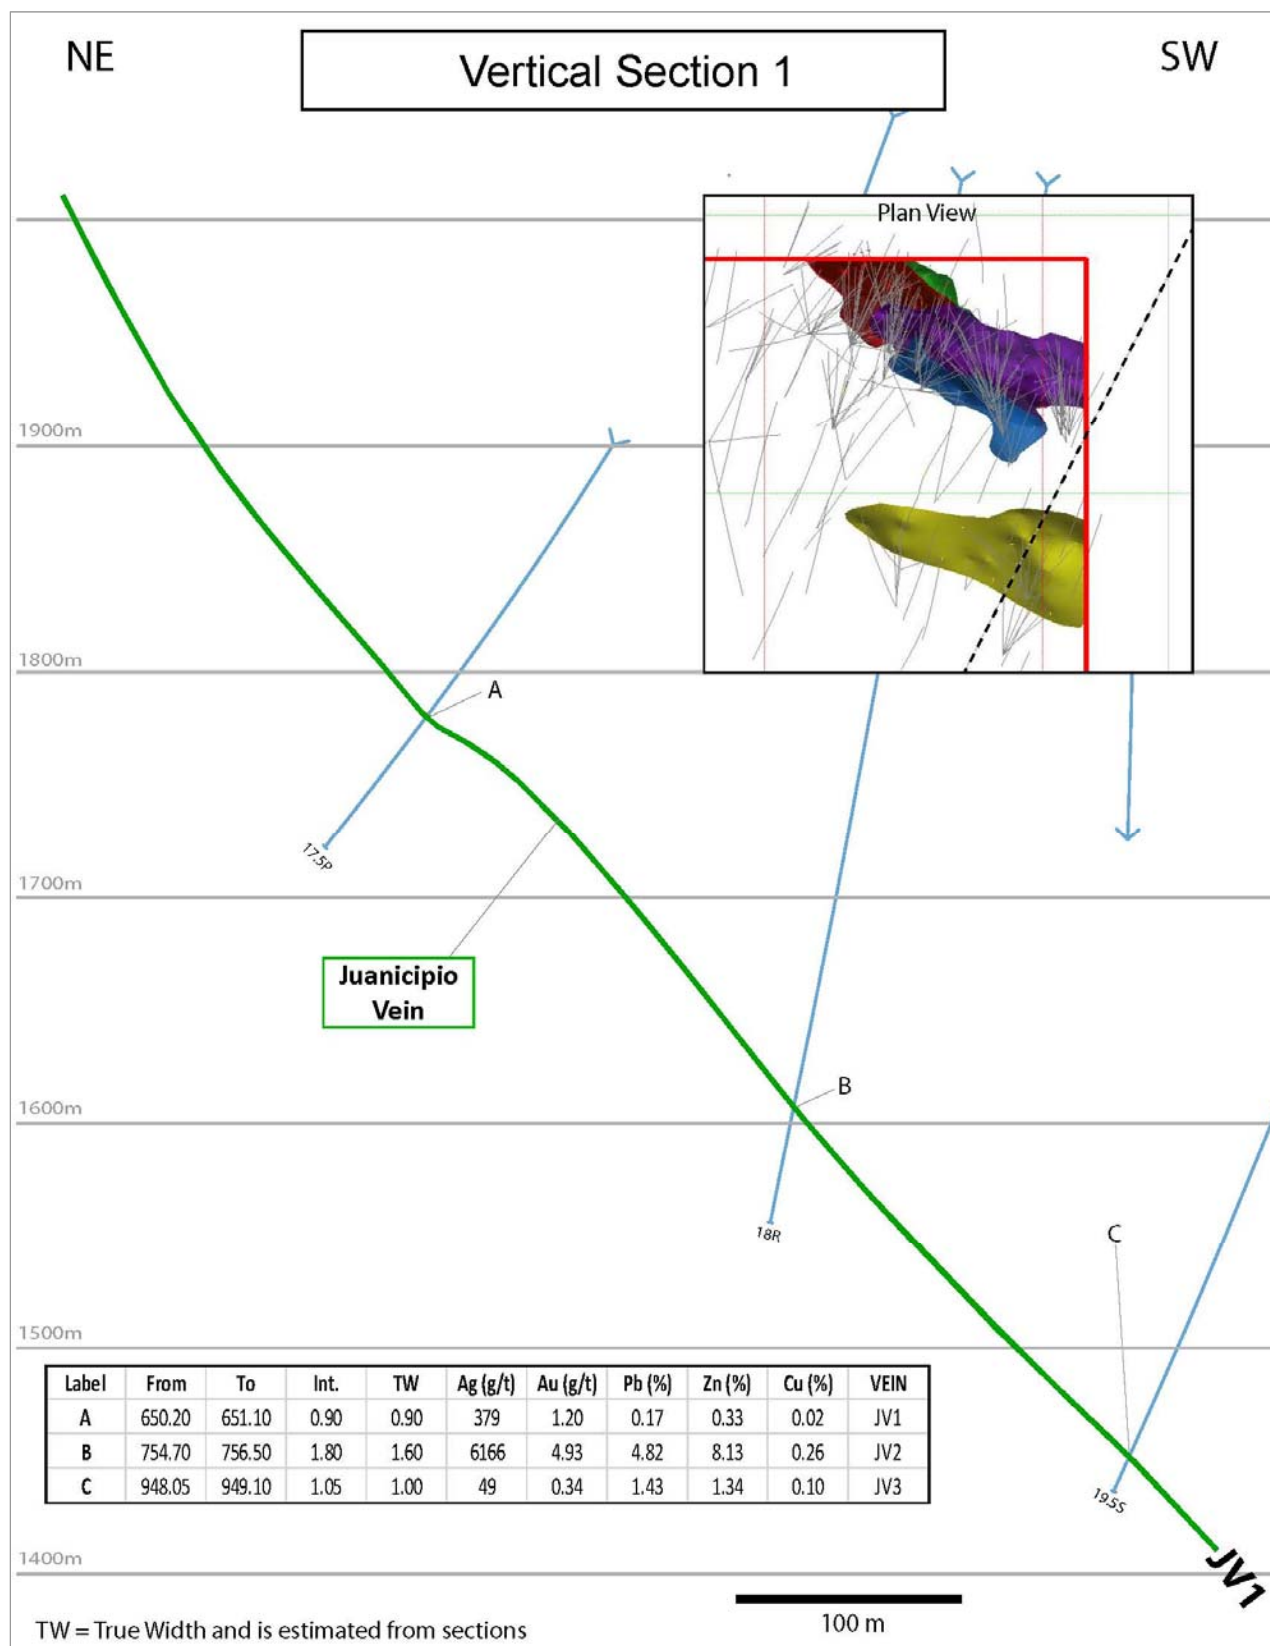 NE
Vertical Section 1
SW
Plan View
1900m
1800m
A
17.5P
1700m
Juanicipio
Vein
B
1600m
18R
C
1500m
Label From To Int. TW Ag (g/t) Au (g/t) Pb (%) Zn (%) Cu (%) VEIN
A 650.20 651.10 0.90 0.90 379 1.20 0.17 0.33 0.02 JV1
B 754.70 756.50 1.80 1.60 6166 4.93 4.82 8.13 0.26 JV2
C 948.05 949.10 1.05 1.00 49 0.34 1.43 1.34 0.10 JV3
19.5S
1400m
JV1
100 m
TW = True Width and is estimated from sections